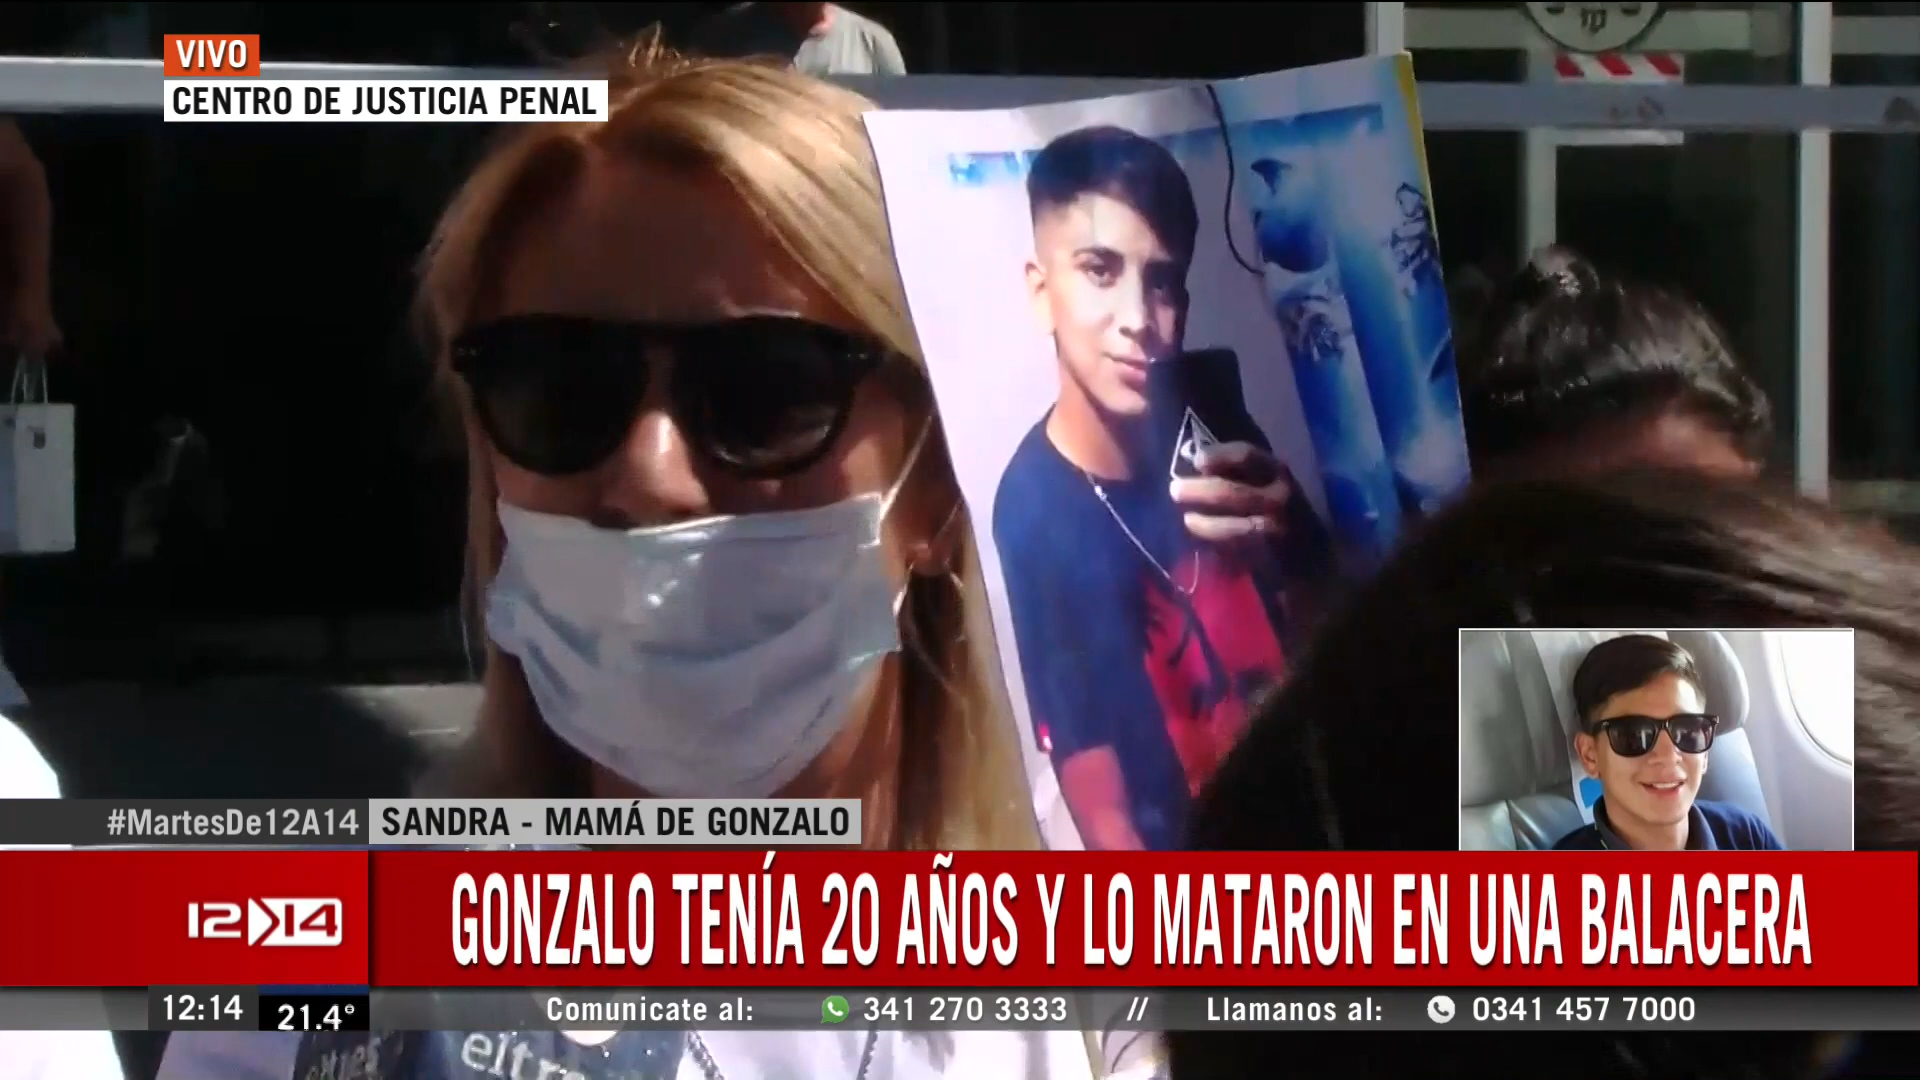 VIVO
CENTRO DE JUSTICIA PENAL
#MartesDe12A14
SANDRA - MAMÁ DE GONZALO
12 14
GONZALO TENÍA 20 AÑOS Y LO MATARON EN UNA BALACERA
12:14
21.4°
Comunicate al: 341 270 3333 // Llamanos al: 0341 457 7000
eltr